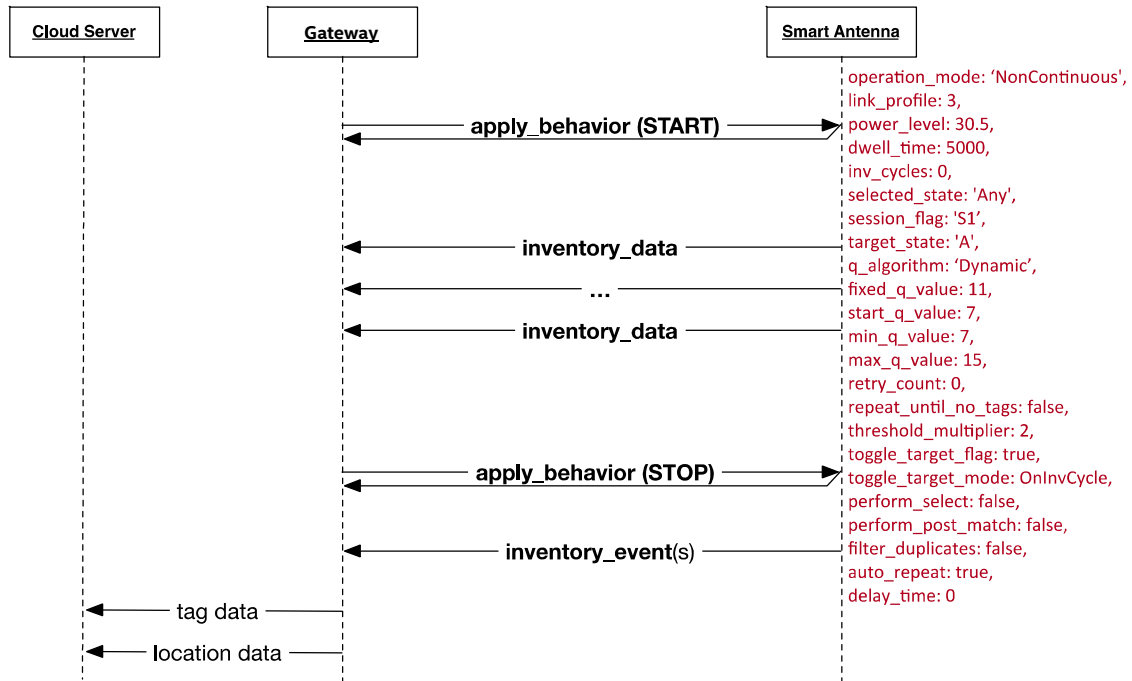 Cloud Server
Gateway
Smart Antenna
operation_mode: ‘NonContinuous',
link_profile: 3,
apply_behavior (START)
power_level: 30.5,
dwell_time: 5000,
inv_cycles: 0,
selected_state: 'Any',
session_flag: 'S1’,
inventory_data
target_state: 'A',
q_algorithm: ‘Dynamic’,
...
fixed_q_value: 11,
start_q_value: 7,
inventory_data
min_q_value: 7,
max_q_value: 15,
retry_count: 0,
repeat_until_no_tags: false,
threshold_multiplier: 2,
toggle_target_flag: true,
apply_behavior (STOP)
toggle_target_mode: OnInvCycle,
perform_select: false,
perform_post_match: false,
inventory_event(s)
filter_duplicates: false,
auto_repeat: true,
delay_time: 0
tag data
location data